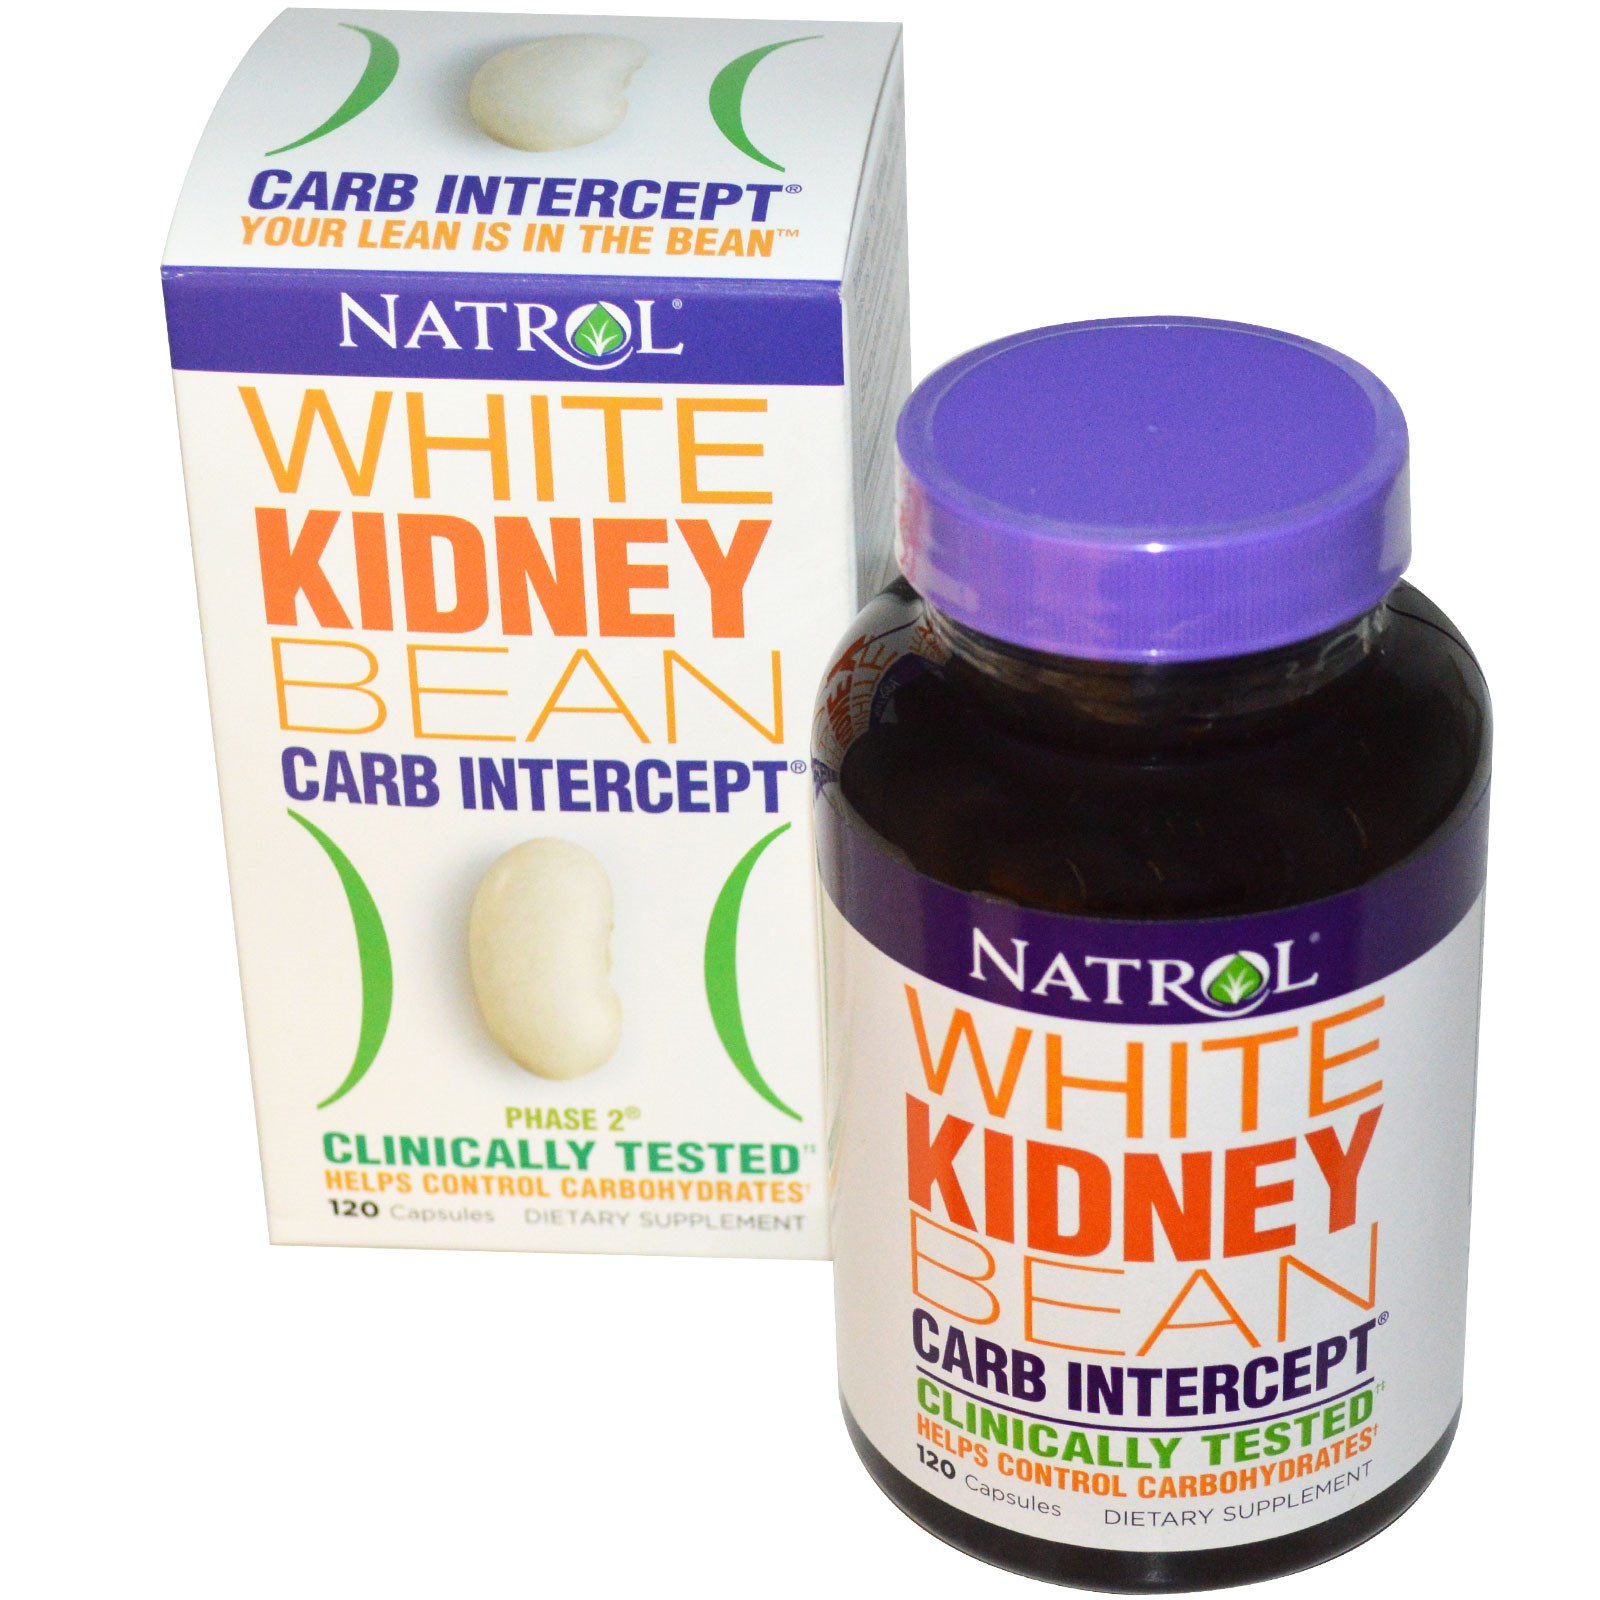 CARB INTERCEPT®
YOUR LEAN IS IN THE BEAN™
NATROL®
WHITE
KIDNEY
BEAN
CARB INTERCEPT®
PHASE 2®
CLINICALLY TESTED†‡
HELPS CONTROL CARBOHYDRATES†
120 Capsules DIETARY SUPPLEMENT
NATROL®
WHITE
KIDNEY
BEAN
CARB INTERCEPT®
CLINICALLY TESTED†‡
HELPS CONTROL CARBOHYDRATES†
120 Capsules DIETARY SUPPLEMENT